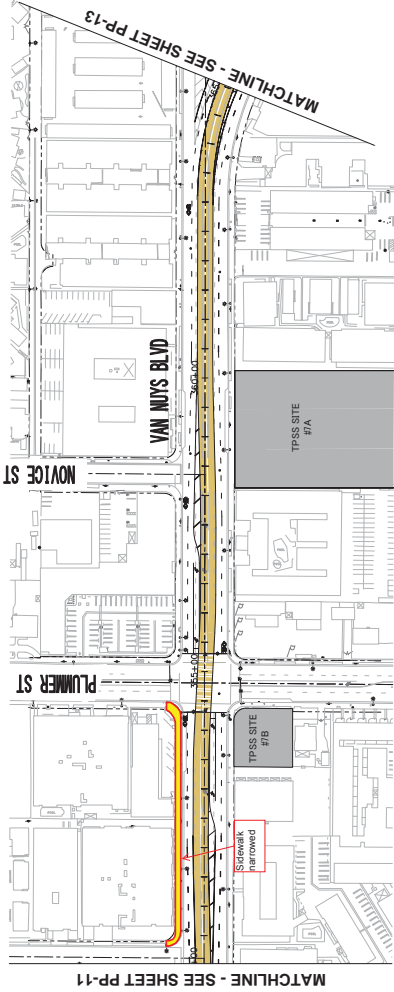 MATCHLINE - SEE SHEET PP-13
365
VAN NUYS BLVD
360+00
NOVICE ST
TPSS SITE
#7A
355+00
PLUMMER ST
TPSS SITE
#7B
Sidewalk
narrowed
MATCHLINE - SEE SHEET PP-11